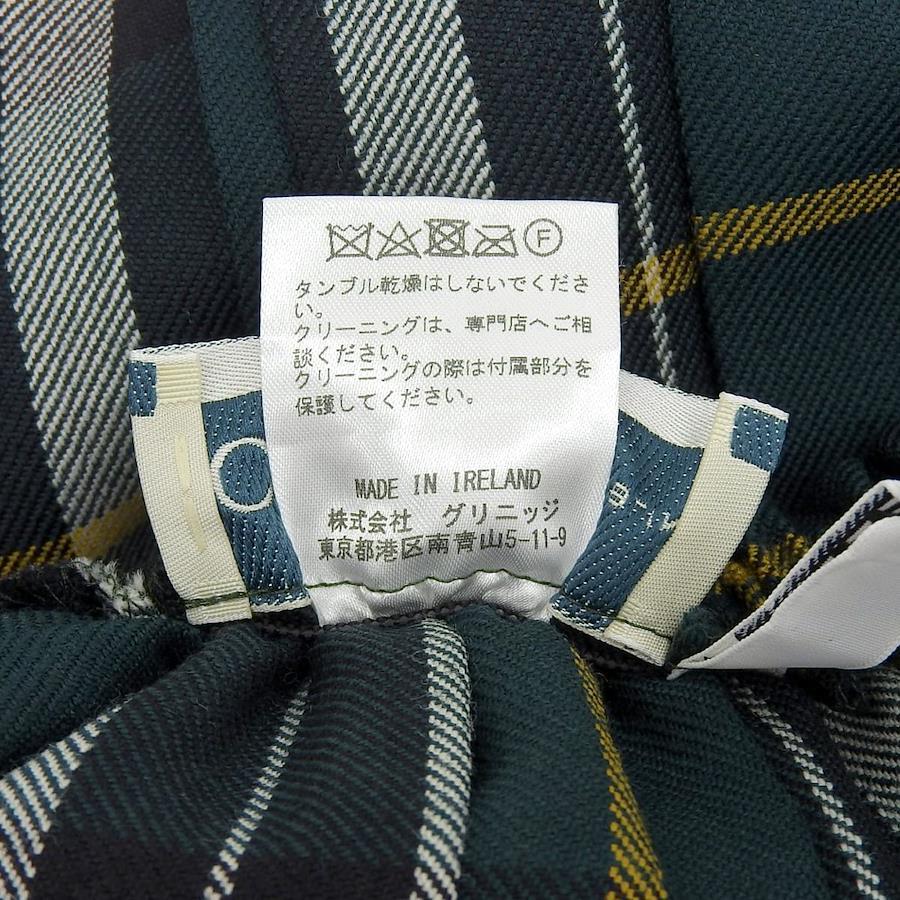 F
タンブル乾燥はしないでくださ
い。
クリーニングは、専門店へご相
談ください。
クリーニングの際は付属部分を
保護してください。
MADE IN IRELAND
株式会社 グリニッジ
東京都港区南青山5-11-9